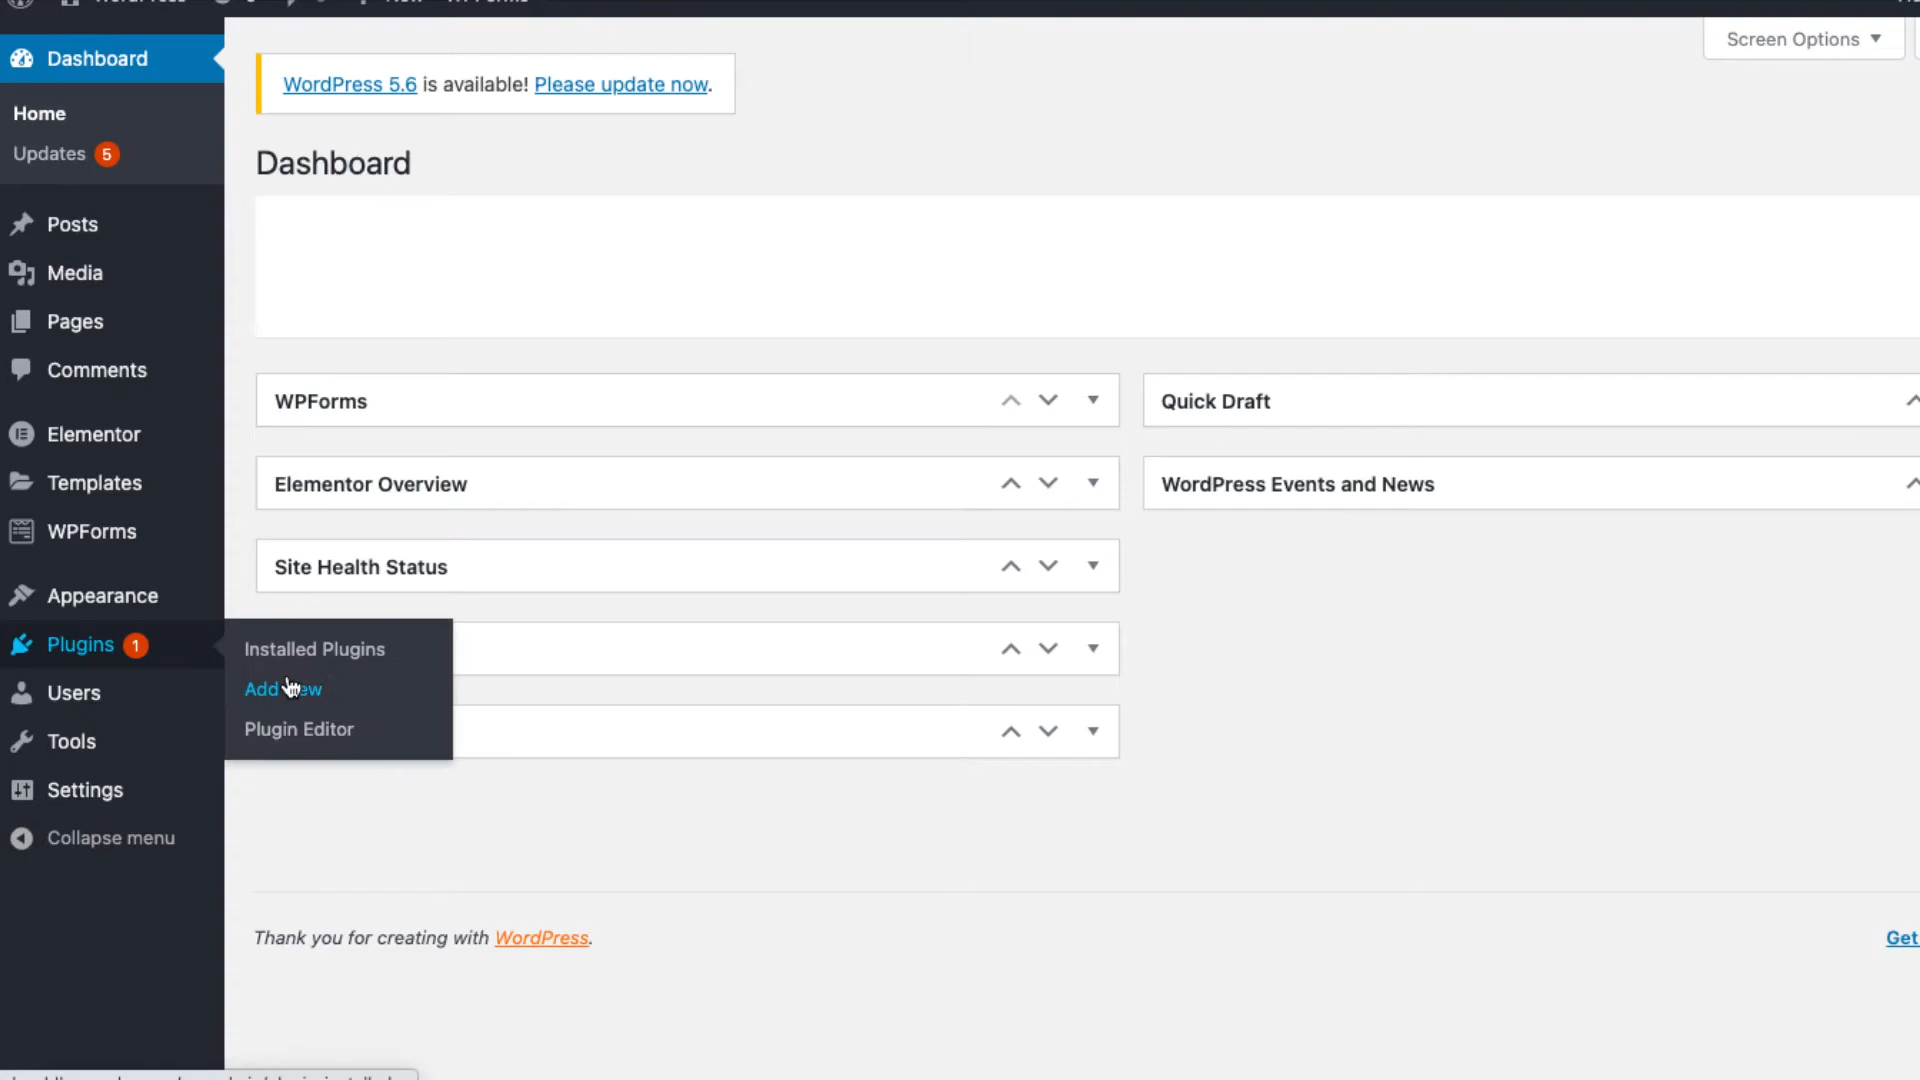 Dashboard
Screen Options
WordPress 5.6 is available! Please update now.
Home
Updates 5
Dashboard
Posts
Media
Pages
Comments
WPForms
Quick Draft
Elementor
Elementor Overview
WordPress Events and News
Templates
WPForms
Site Health Status
Appearance
Plugins 1
Installed Plugins
Add New
Plugin Editor
Users
Tools
Settings
Collapse menu
Thank you for creating with WordPress.
Get